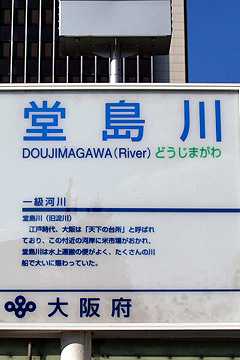 堂島川
DOUJIMAGAWA(River) どうじまがわ
一級河川
堂島川（旧淀川）
江戸時代、大阪は「天下の台所」と呼ばれ
ており、この付近の河岸に米市場がおかれ、
堂島川は水上運搬の便がよく、たくさんの川
船で大いに賑わっていた。
大阪府